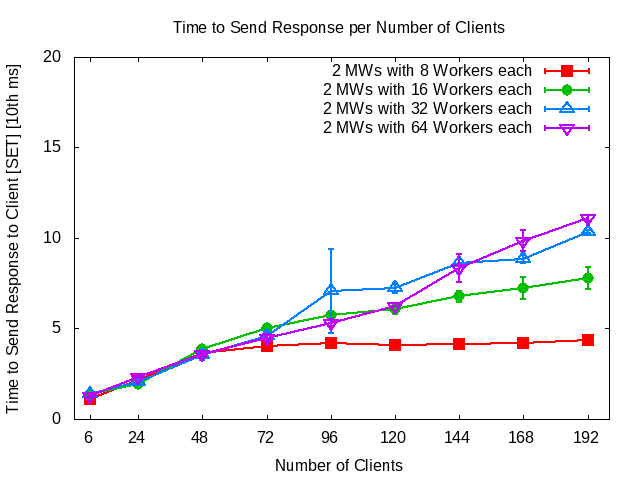 Time to Send Response per Number of Clients
Time to Send Response to Client [SET] [10th ms]
20
15
10
5
0
2 MWs with 8 Workers each
2 MWs with 16 Workers each
2 MWs with 32 Workers each
2 MWs with 64 Workers each
6 24 48 72 96 120 144 168 192
Number of Clients